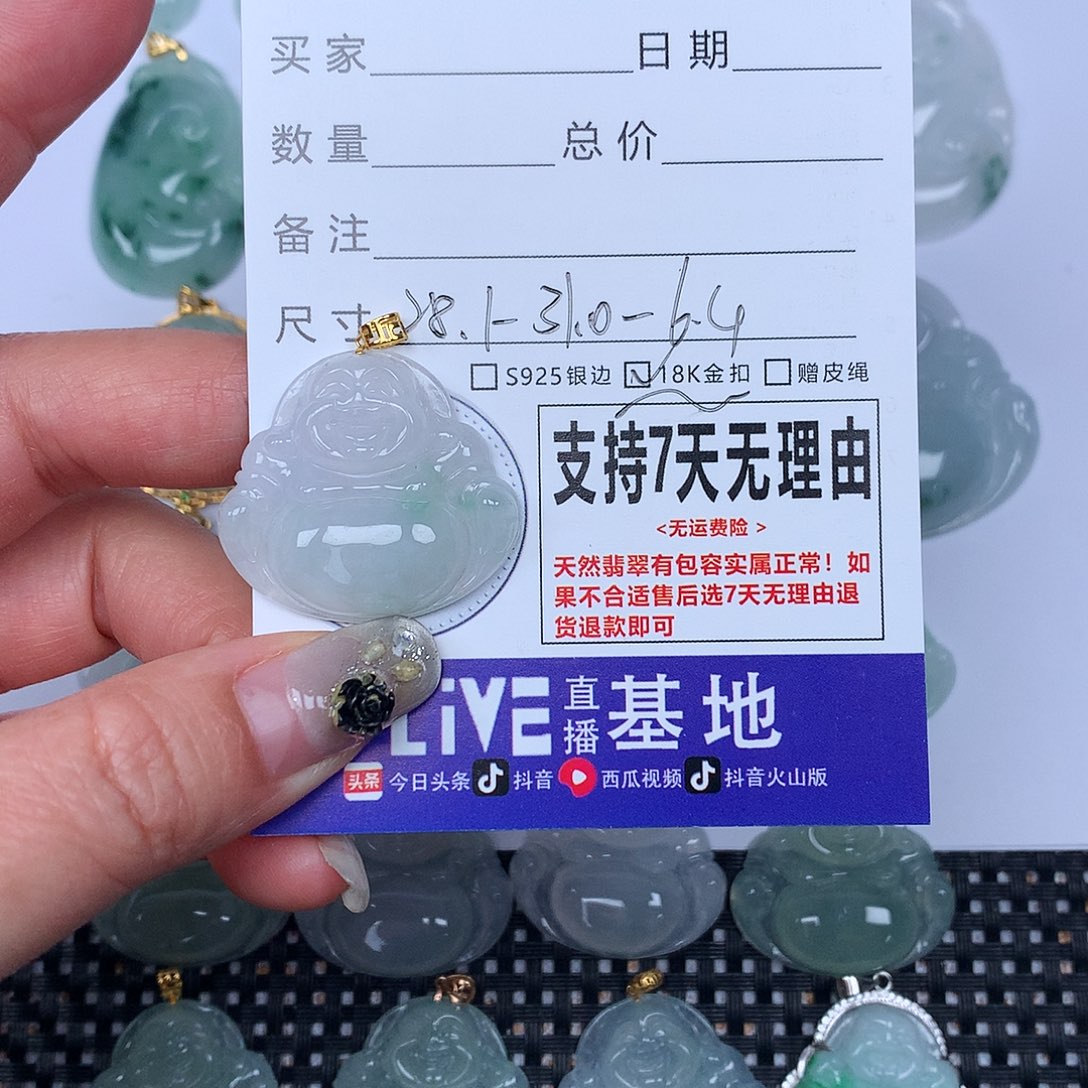 买家 日期
数量 总价
备注
尺寸 28.1-31.0-6.4
S925银边 18K金扣 赠皮绳
支持7天无理由
<无运费险>
天然翡翠有包容实属正常！如
果不合适售后选7天无理由退
货退款即可
LiVE 直播 基地
头条 今日头条 抖音 西瓜视频 抖音火山版